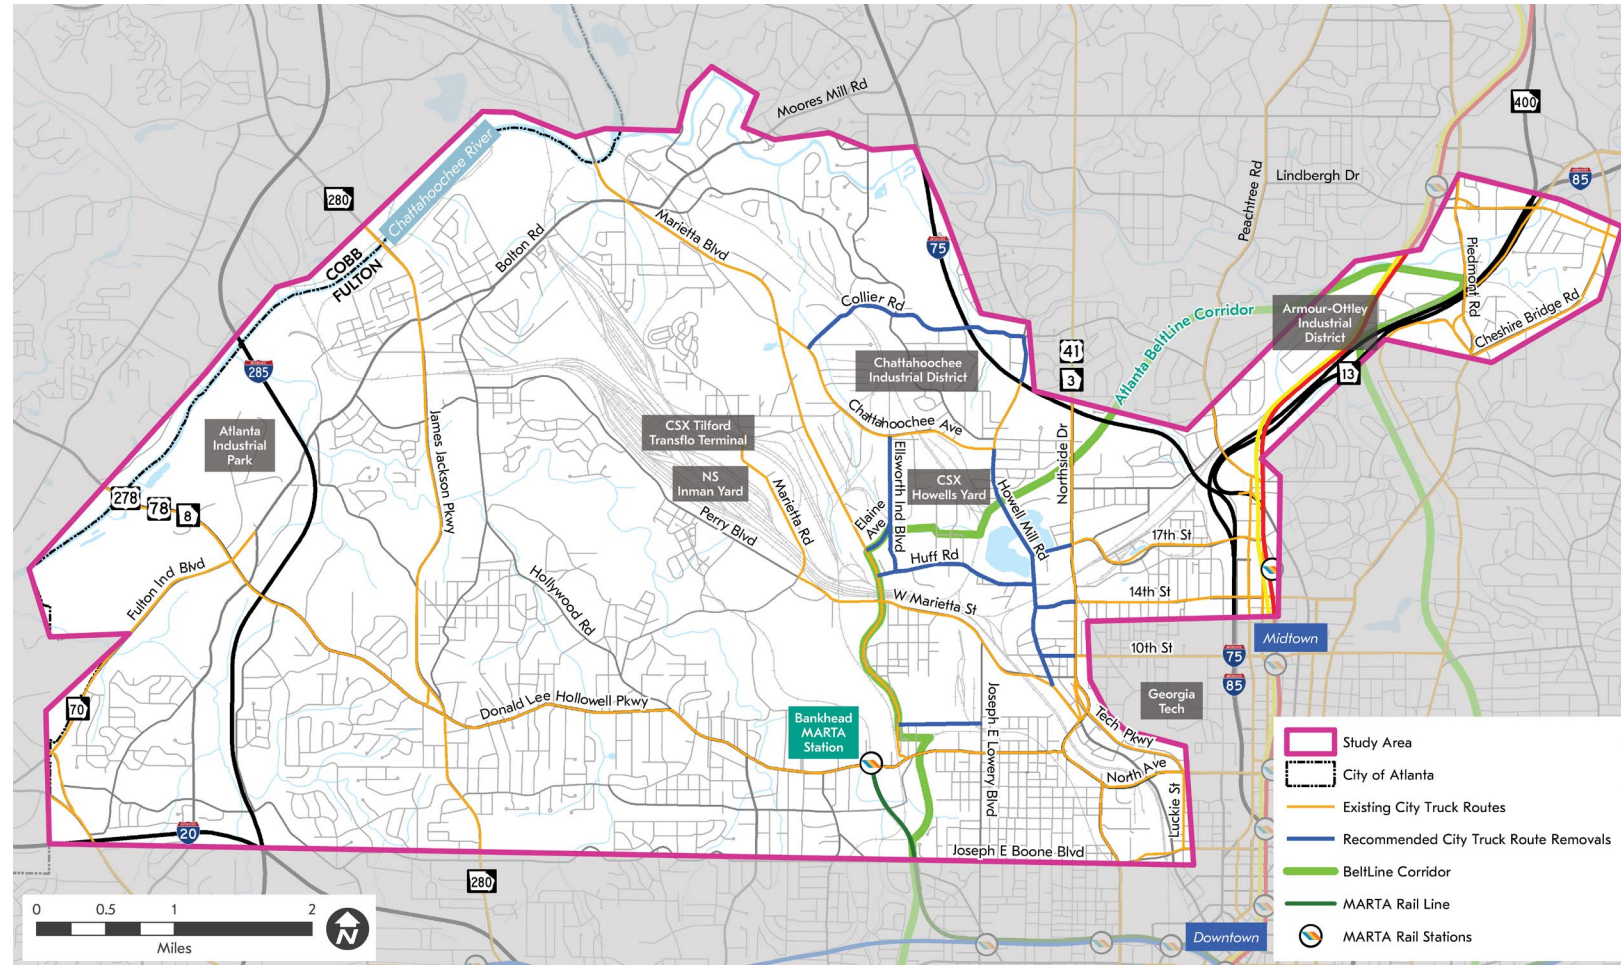 Moores Mill Rd
400
85
Lindbergh Dr
Peachtree Rd
280
Chattahoochee River
COBB
FULTON
Bolton Rd
Marietta Blvd
75
Piedmont Rd
Collier Rd
Atlanta BeltLine Corridor
Armour-Ottley
Industrial
District
Cheshire Bridge Rd
41
3
13
285
Chattahoochee
Industrial District
Atlanta
Industrial
Park
James Jackson Pkwy
CSX Tilford
Transflo Terminal
NS
Inman Yard
Chattahoochee Ave
Northside Dr
CSX
Howells Yard
Ellsworth Ind Blvd
Howell Mill Rd
278
78
8
Perry Blvd
Marietta Rd
Elaine
Ave
17th St
Huff Rd
Fulton Ind Blvd
Hollywood Rd
W Marietta St
14th St
Midtown
10th St
75
85
70
Donald Lee Hollowell Pkwy
Georgia
Tech
Joseph E Lowery Blvd
Bankhead
MARTA
Station
Tech Pkwy
North Ave
Luckie St
20
Joseph E Boone Blvd
280
Downtown
0 0.5 1 2
Miles
N
Study Area
City of Atlanta
Existing City Truck Routes
Recommended City Truck Route Removals
BeltLine Corridor
MARTA Rail Line
MARTA Rail Stations